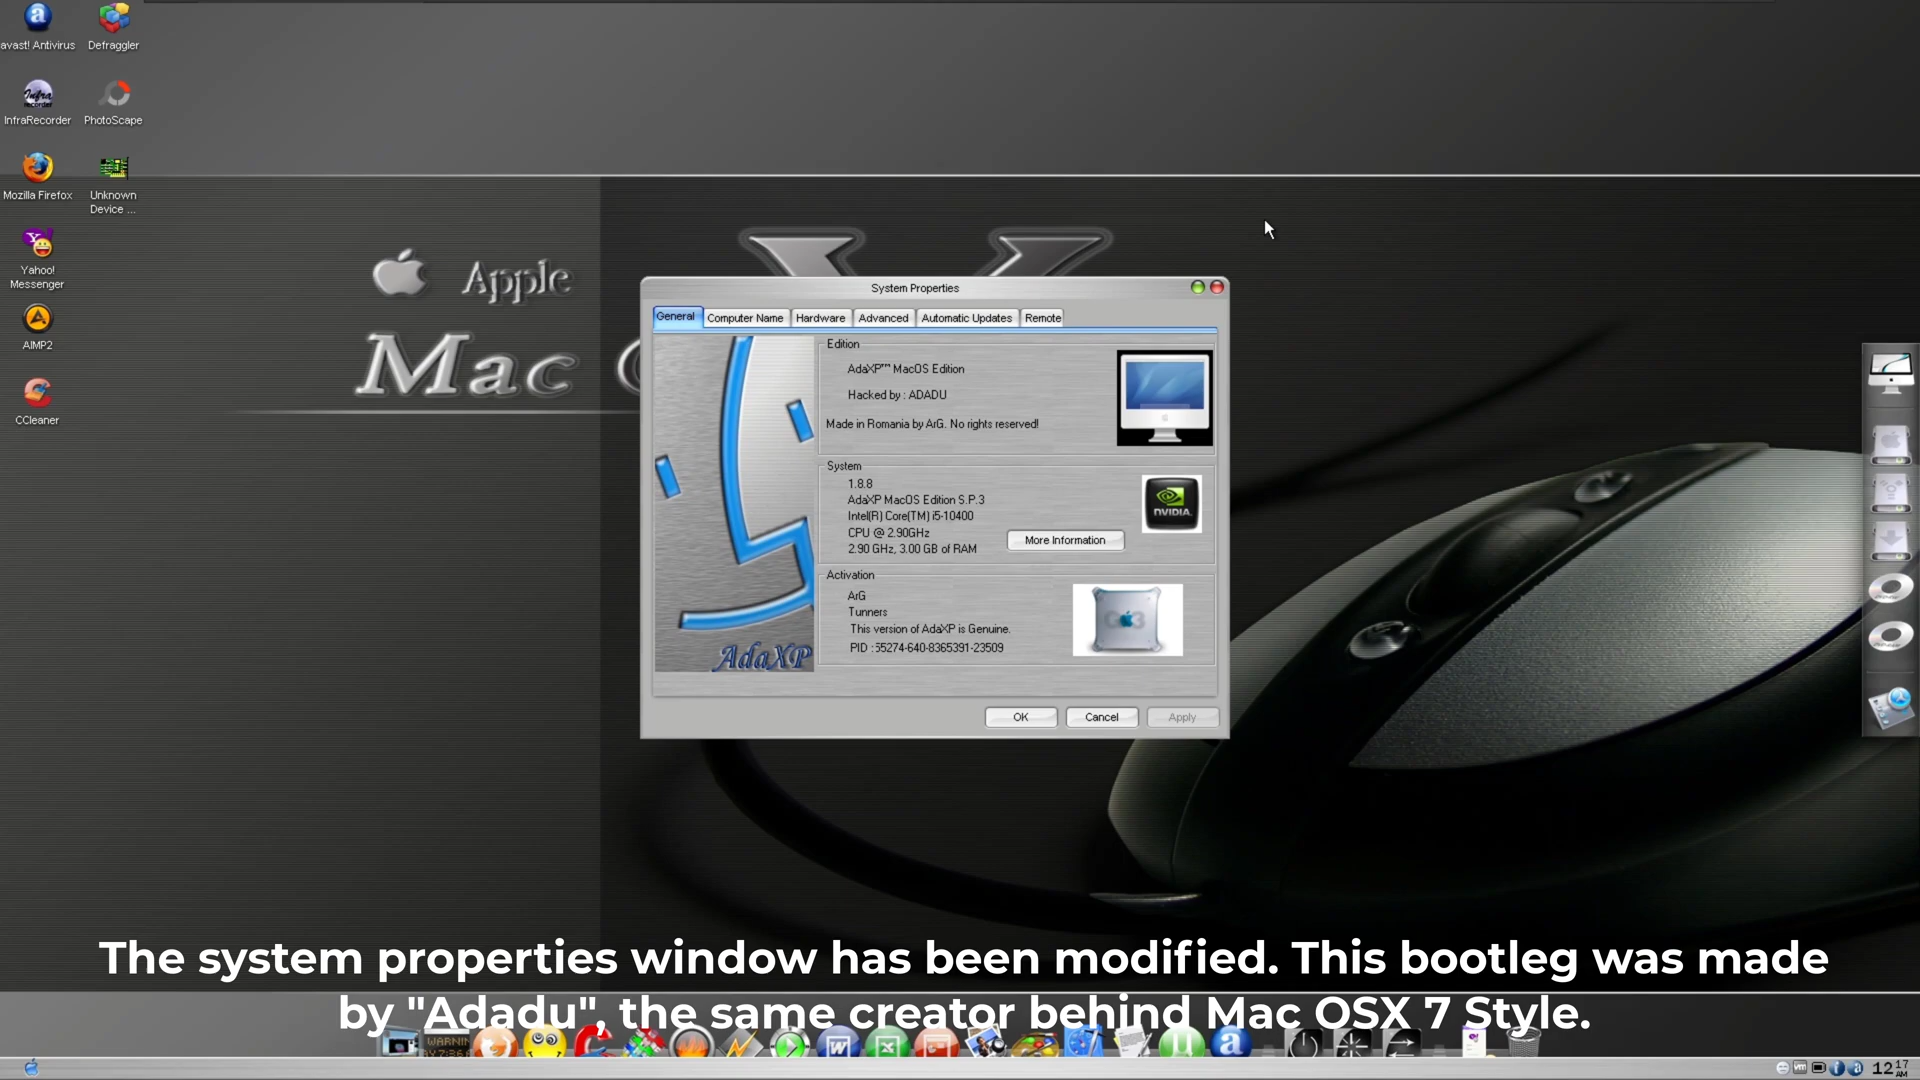 avast! Antivirus
Defraggler
InfraRecorder
PhotoScape
Mozilla Firefox
Unknown
Device ...
Yahoo!
Messenger
AIMP2
CCleaner
Apple
Mac
System Properties
General
Computer Name
Hardware
Advanced
Automatic Updates
Remote
Edition
AdaXP™ MacOS Edition
Hacked by : ADADU
Made in Romania by ArG. No rights reserved!
System
1.8.8
AdaXP MacOS Edition S.P.3
Intel(R) Core(TM) i5-10400
CPU @ 2.90GHz
2.90 GHz, 3.00 GB of RAM
NVIDIA.
More Information
Activation
ArG
Tunners
This version of AdaXP is Genuine.
PID :55274-640-8365391-23509
AdaXP
OK
Cancel
Apply
The system properties window has been modified. This bootleg was made
by "Adadu", the same creator behind Mac OSX 7 Style.
WARNIN
12 17
AM